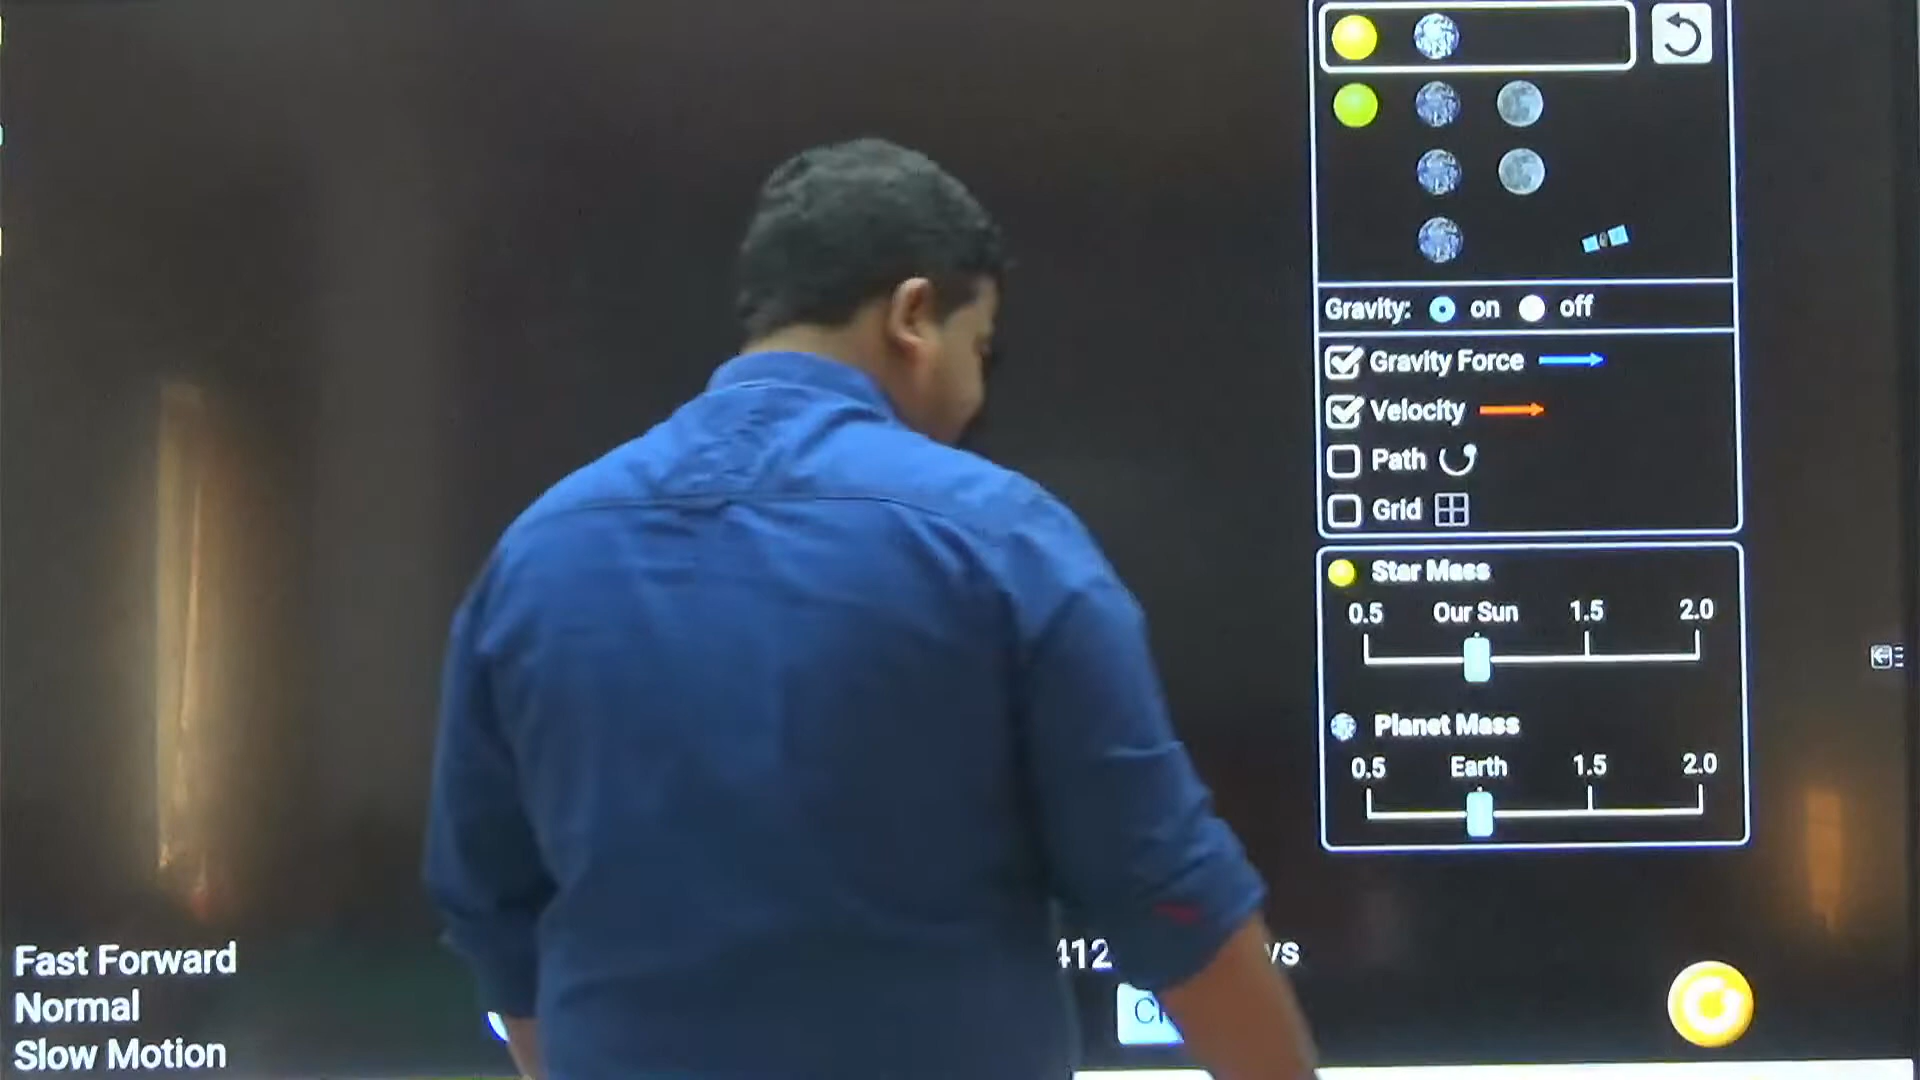 Gravity: on off
Gravity Force
Velocity
Path
Grid
Star Mass
0.5 Our Sun 1.5 2.0
Planet Mass
0.5 Earth 1.5 2.0
412
Fast Forward
Normal
Slow Motion